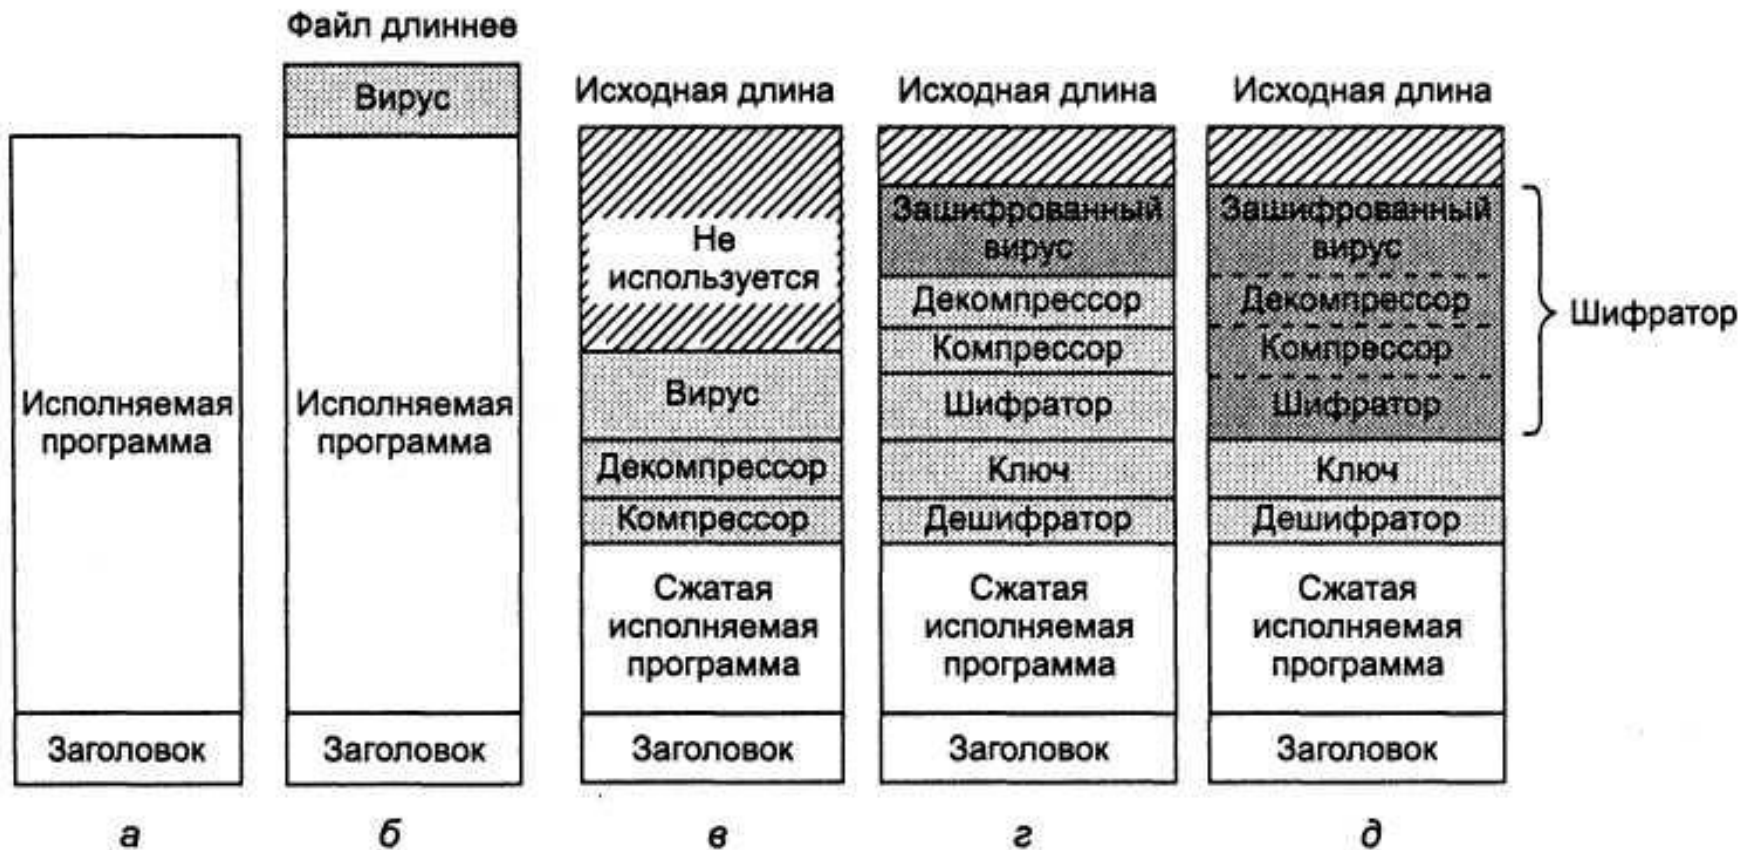 Файл длиннее
Вирус
Исполняемая
программа
Заголовок
а
Исполняемая
программа
Заголовок
б
Исходная длина
Не
используется
Вирус
Декомпрессор
Компрессор
Сжатая
исполняемая
программа
Заголовок
в
Исходная длина
Зашифрованный
вирус
Декомпрессор
Компрессор
Шифратор
Ключ
Дешифратор
Сжатая
исполняемая
программа
Заголовок
г
Исходная длина
Зашифрованный
вирус
Декомпрессор
Компрессор
Шифратор
Ключ
Дешифратор
Сжатая
исполняемая
программа
Заголовок
д
Шифратор